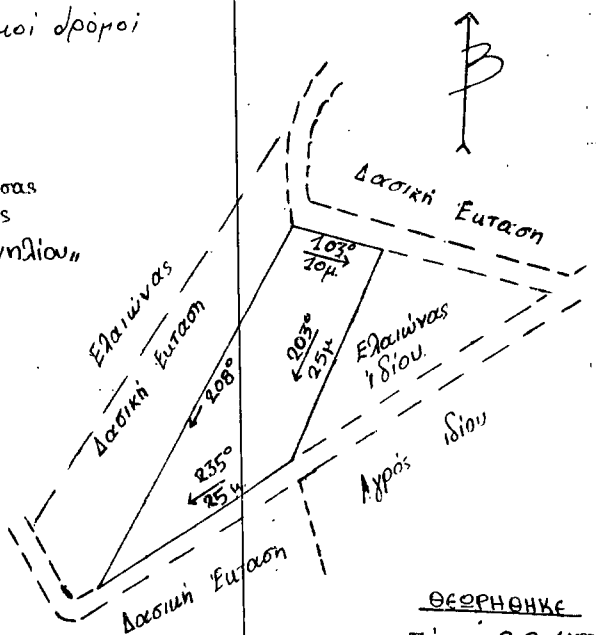 δρόμοι
Β
Δασική Έκταση
103°
10μ.
Ελαιώνας
Δασική Έκταση
208°
203°
25μ
Ελαιώνας
ιδίου.
235°
25μ
Αγρός ιδίου
Δασική Έκταση
ΘΕΩΡΗΘΗΚΕ